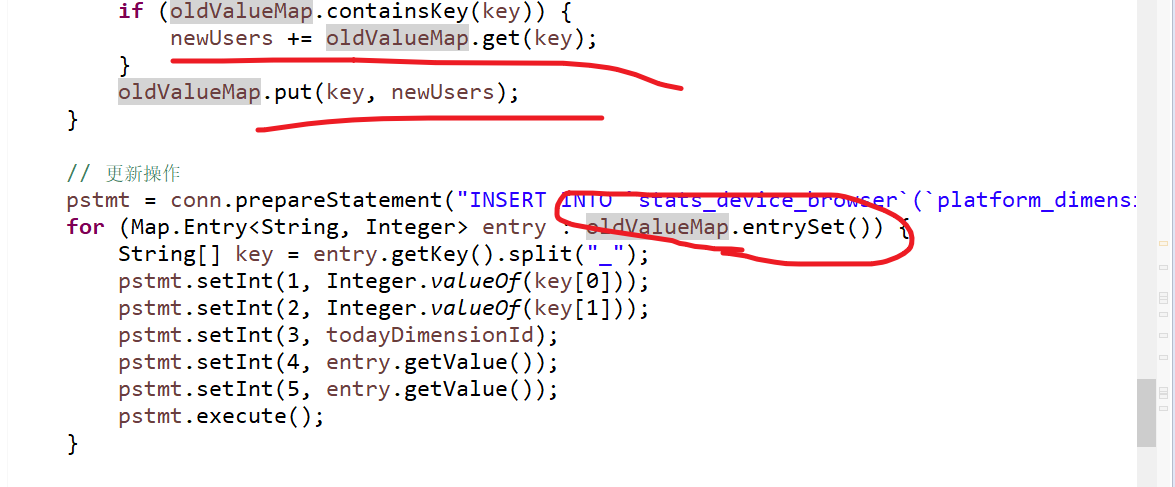 if (oldValueMap.containsKey(key)) {
newUsers += oldValueMap.get(key);
}
oldValueMap.put(key, newUsers);
}
// 更新操作
pstmt = conn.prepareStatement("INSERT INTO `stats_device_browser`(`platform_dimensi
for (Map.Entry<String, Integer> entry : oldValueMap.entrySet()) {
String[] key = entry.getKey().split("_");
pstmt.setInt(1, Integer.valueOf(key[0]));
pstmt.setInt(2, Integer.valueOf(key[1]));
pstmt.setInt(3, todayDimensionId);
pstmt.setInt(4, entry.getValue());
pstmt.setInt(5, entry.getValue());
pstmt.execute();
}